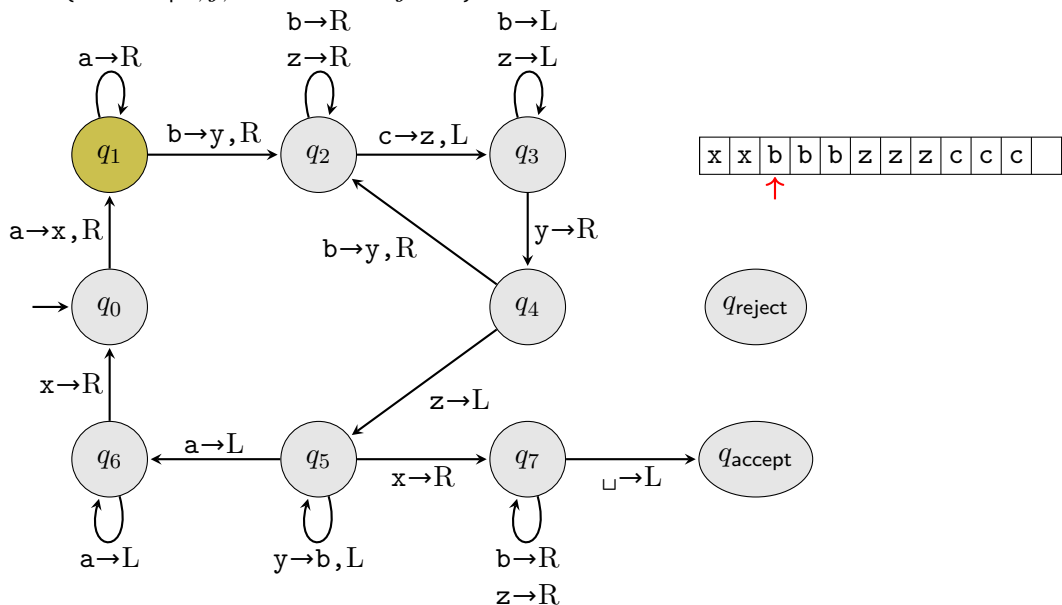 b→R
z→R
b→L
z→L
a→R
q1
b→y,R
q2
c→z,L
q3
x x b b b z z z c c c
a→x,R
b→y,R
y→R
q0
q4
qreject
x→R
z→L
q6
a→L
q5
x→R
q7
␣→L
qaccept
a→L
y→b,L
b→R
z→R